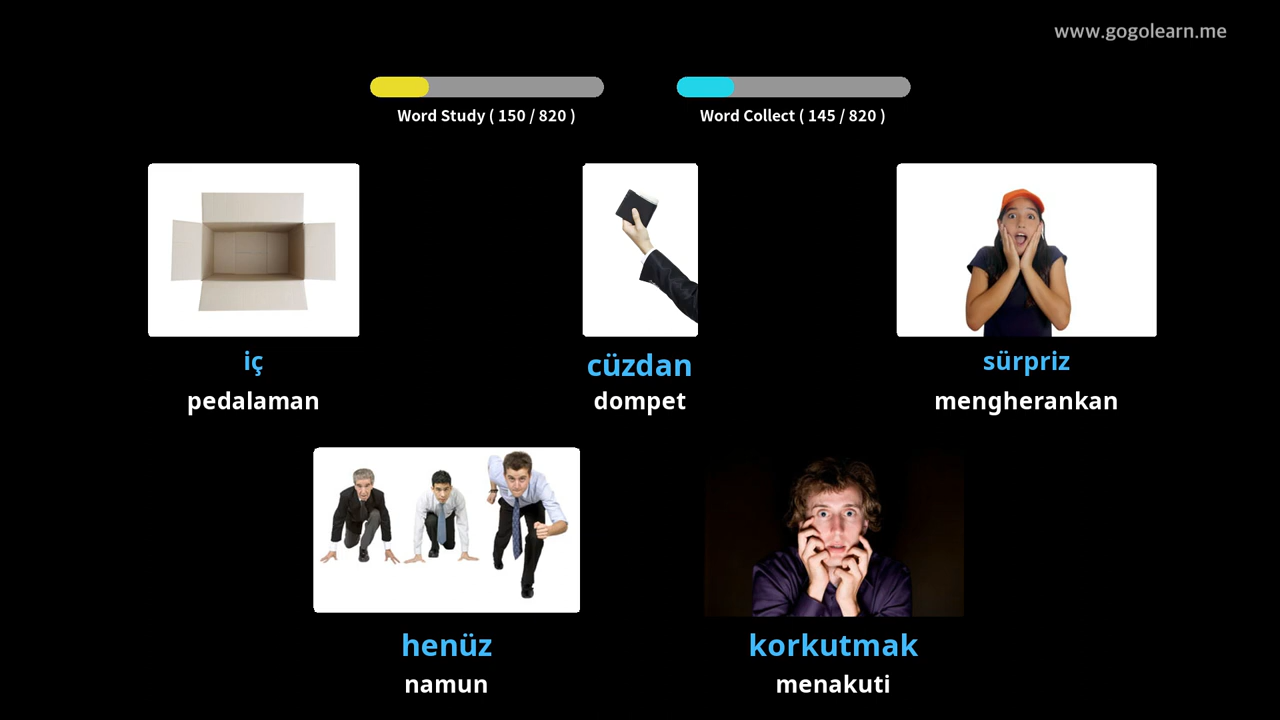 www.gogolearn.me
Word Study ( 150 / 820 )
Word Collect ( 145 / 820 )
iç
pedalaman
cüzdan
dompet
sürpriz
mengherankan
henüz
namun
korkutmak
menakuti